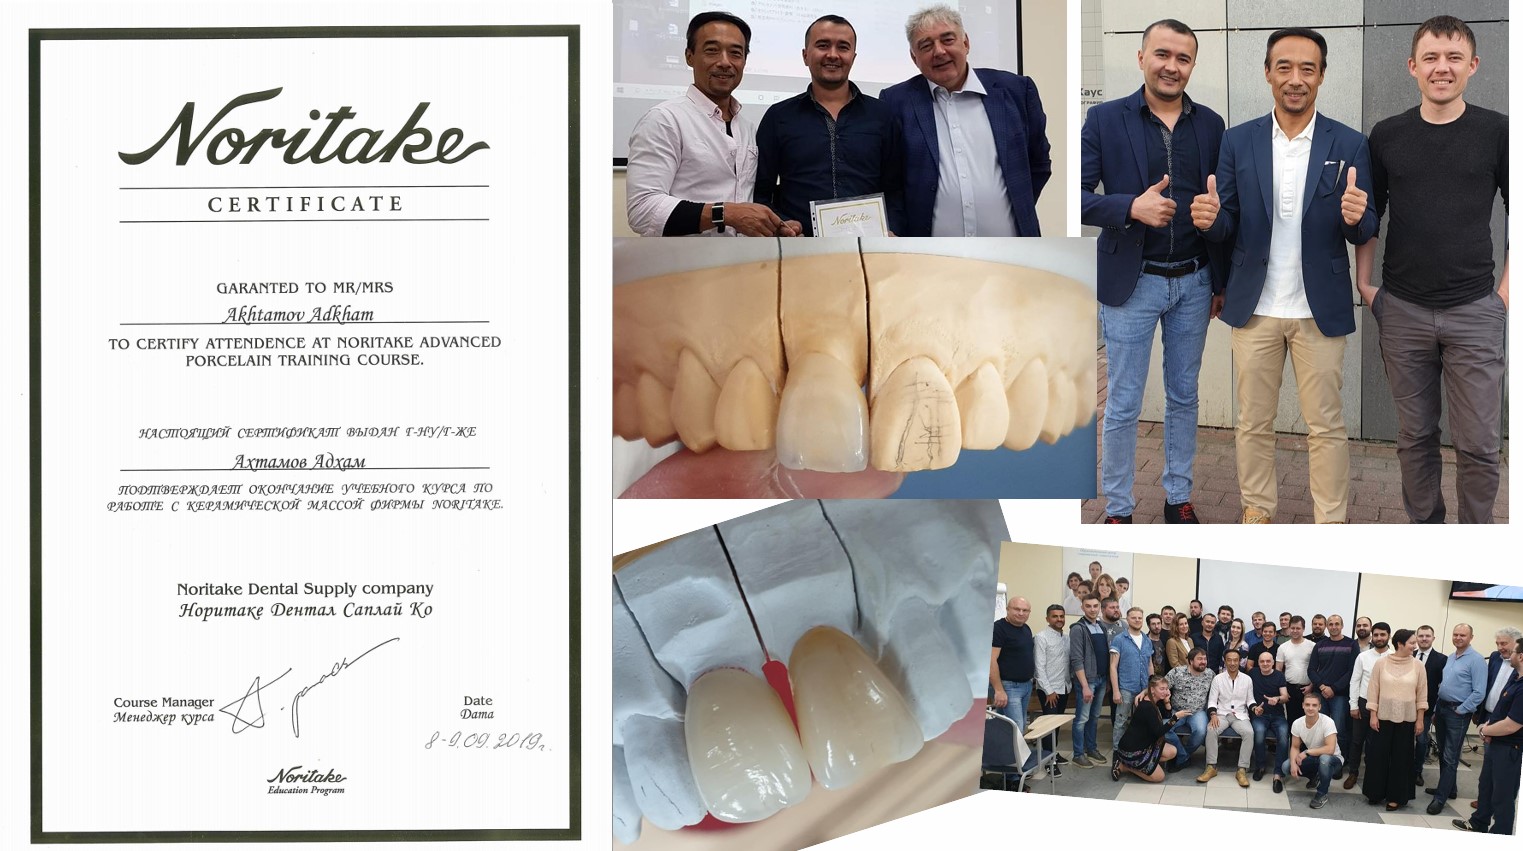 Noritake
CERTIFICATE
GARANTED TO MR/MRS
Akhtamov Adkham
TO CERTIFY ATTENDENCE AT NORITAKE ADVANCED
PORCELAIN TRAINING COURSE.
НАСТОЯЩИЙ СЕРТИФИКАТ ВЫДАН Г-НУ/Г-ЖЕ
Ахтамов Адхам
ПОДТВЕРЖДАЕТ ОКОНЧАНИЕ УЧЕБНОГО КУРСА ПО
РАБОТЕ С КЕРАМИЧЕСКОЙ МАССОЙ ФИРМЫ NORITAKE.
Noritake Dental Supply company
Норитаке Дентал Саплай Ко
Course Manager
Менеджер курса
Date
Дата
8-9.09.2019г.
Noritake
Education Program
Noritake
Хаус